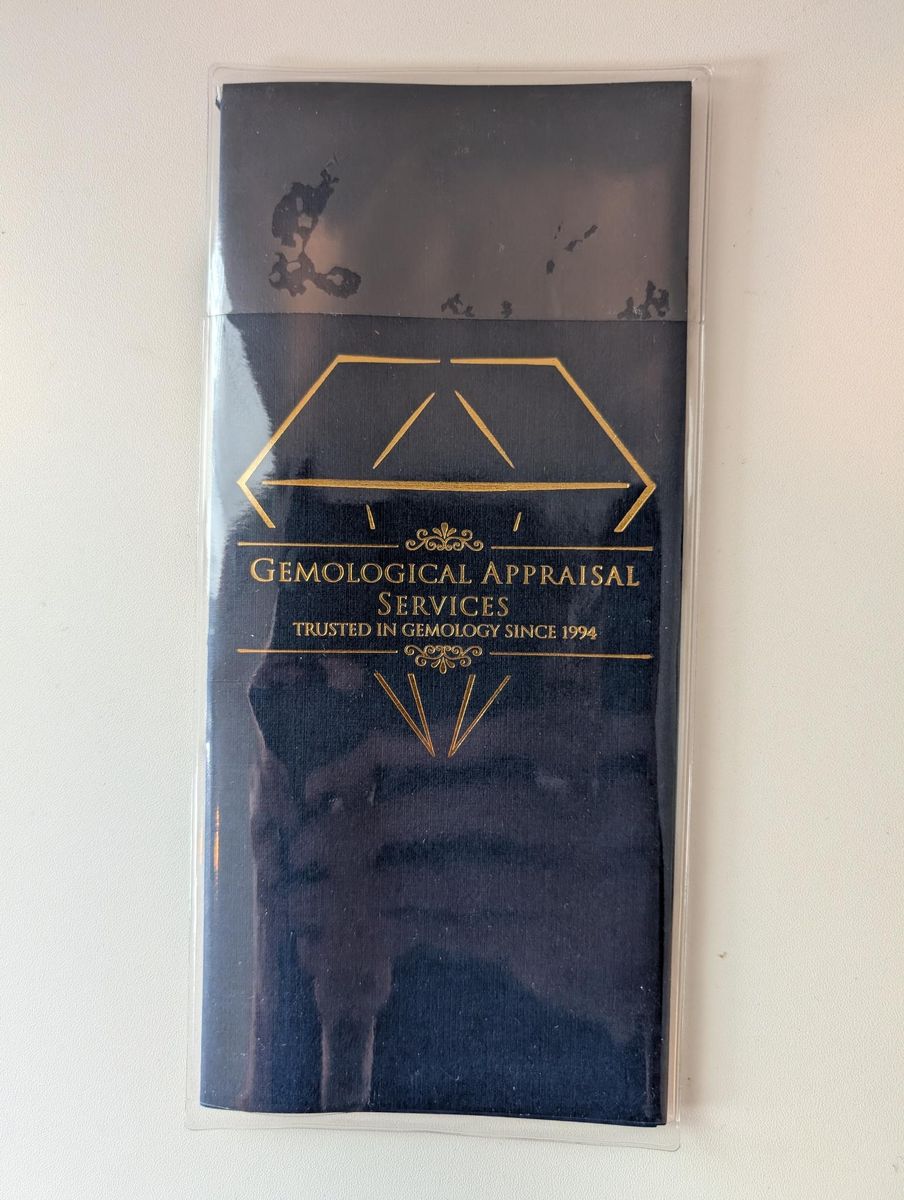 GEMOLOGICAL APPRAISAL
SERVICES
TRUSTED IN GEMOLOGY SINCE 1994